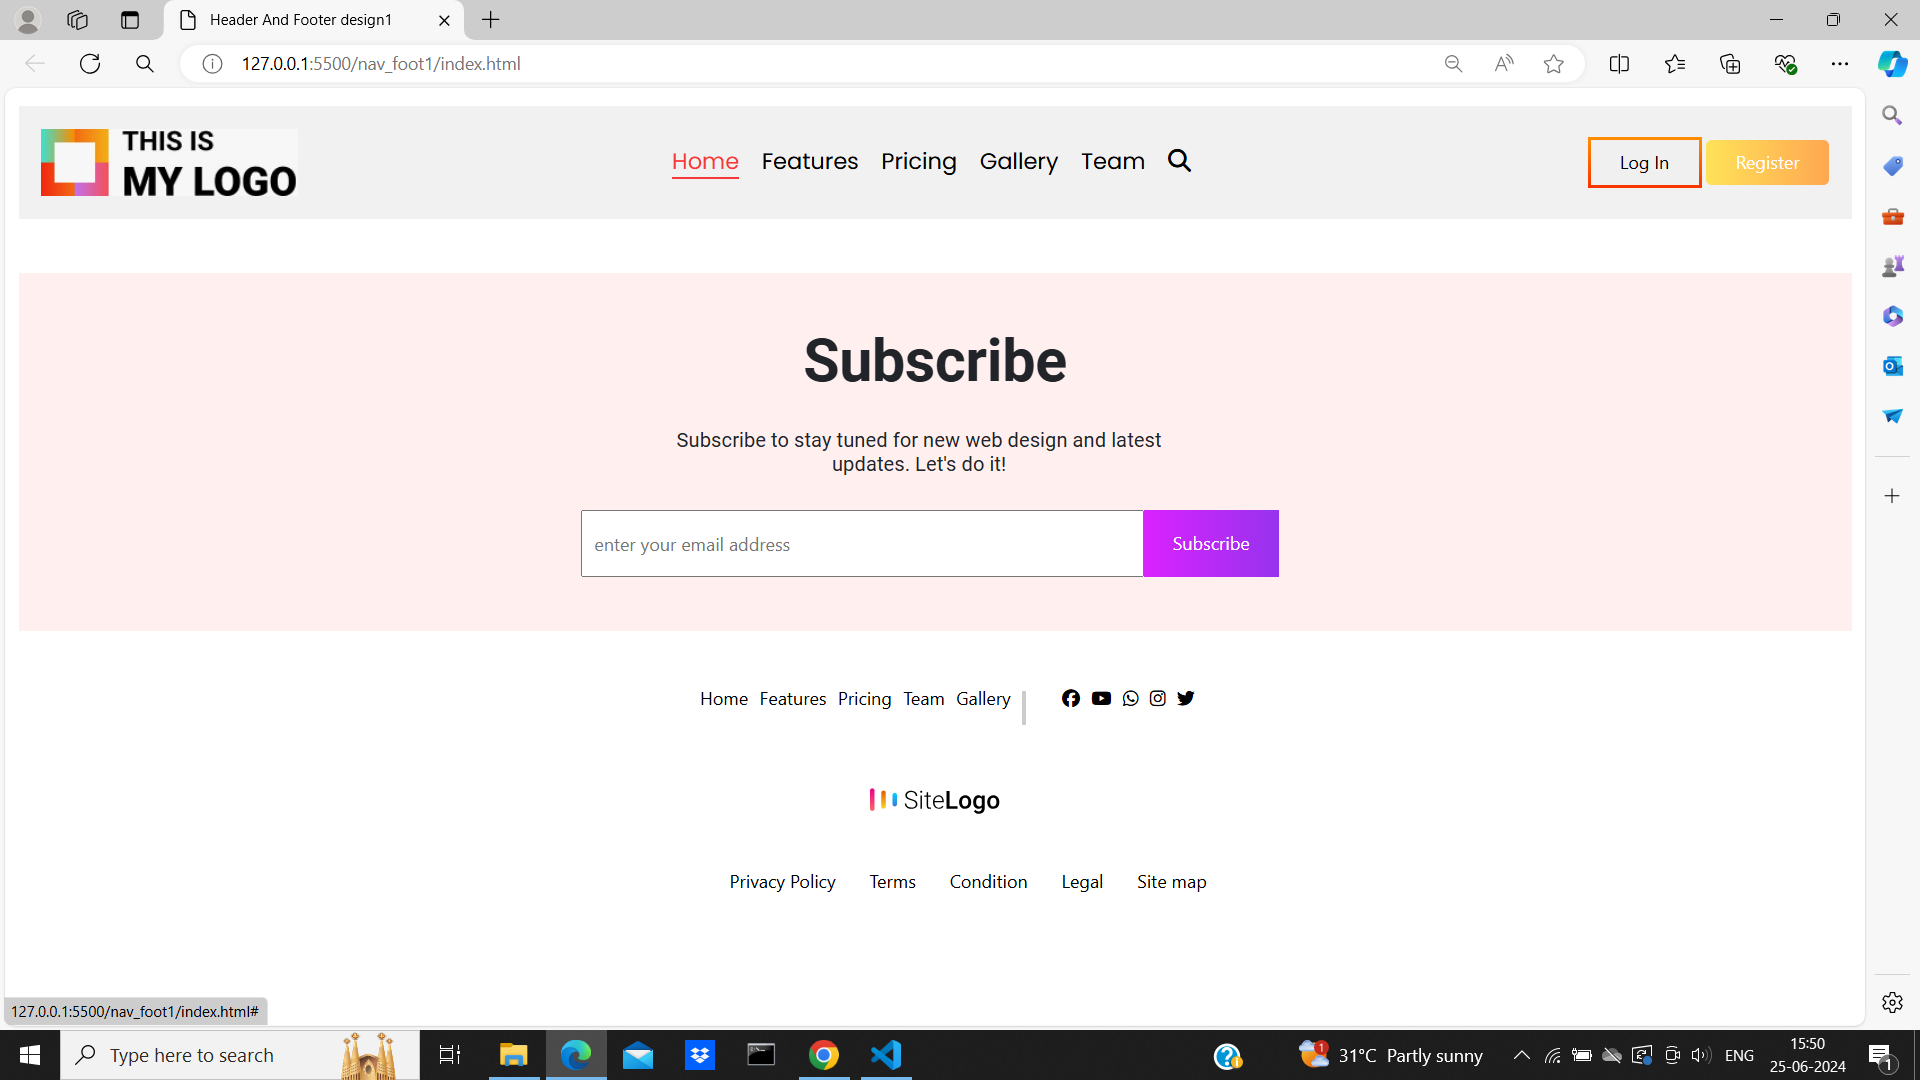 Header And Footer design1
127.0.0.1:5500/nav_foot1/index.html
THIS IS
MY LOGO
Home Features Pricing Gallery Team
Log In Register
Subscribe
Subscribe to stay tuned for new web design and latest
updates. Let's do it!
enter your email address Subscribe
Home Features Pricing Team Gallery
SiteLogo
Privacy Policy Terms Condition Legal Site map
127.0.0.1:5500/nav_foot1/index.html#
Type here to search
1
31°C Partly sunny
ENG
15:50
25-06-2024
1